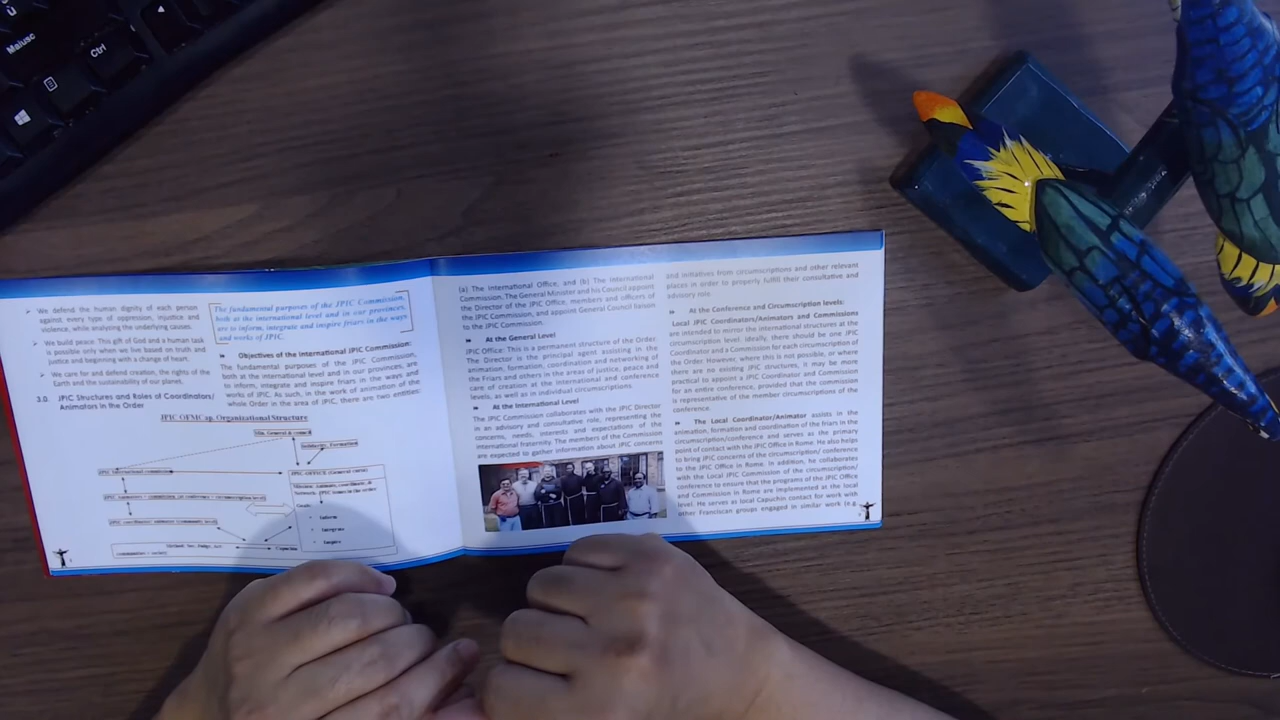 Maiusc
Ctrl
We defend the human dignity of each person
against every type of oppression, injustice and
violence, while analyzing the underlying causes.
We build peace: This gift of God and a human task
is possible only when we live based on truth and
justice and beginning with a change of heart.
We care for and defend creation, the rights of the
Earth and the sustainability of our planet.
3.0. JPIC Structures and Roles of Coordinators/
Animators in the Order
The fundamental purposes of the JPIC Commission,
both at the international level and in our provinces,
are to inform, integrate and inspire friars in the ways
and works of JPIC.
Objectives of the International JPIC Commission:
The fundamental purposes of the JPIC Commission,
both at the international level and in our provinces, are
to inform, integrate and inspire friars in the ways and
works of JPIC. As such, in the work of animation of the
whole Order in the area of JPIC, there are two entities:
JPIC OFMCap. Organizational Structure
Min. General & council
Solidarity, Formation
JPIC International commission
JPIC OFFICE (General curia)
Mission: Animate, coordinate, &
Network, JPIC issues in the order
Goals:
Inform
Integrate
Inspire
Capuchin
(a) The International Office, and (b) The International
Commission. The General Minister and his Council appoint
the Director of the JPIC Office, members and officers of
the JPIC Commission, and appoint General Council liaison
to the JPIC Commission.
At the General Level
JPIC Office: This is a permanent structure of the Order.
The Director is the principal agent assisting in the
animation, formation, coordination and networking of
the Friars and others in the areas of justice, peace and
care of creation at the international and conference
levels, as well as in individual circumscriptions.
At the International Level
The JPIC Commission collaborates with the JPIC Director
in an advisory and consultative role, representing the
concerns, needs, interests and expectations of the
international fraternity. The members of the Commission
are expected to gather information about JPIC concerns
and initiatives from circumscriptions and other relevant
places in order to properly fulfill their consultative and
advisory role.
At the Conference and Circumscription levels:
Local JPIC Coordinators/Animators and Commissions
are intended to mirror the international structures at the
circumscription level. Ideally, there should be one JPIC
Coordinator and a Commission for each circumscription of
the Order. However, where this is not possible, or where
there are no existing JPIC structures, it may be more
practical to appoint a JPIC Coordinator and Commission
for an entire conference, provided that the commission
is representative of the member circumscriptions of the
conference.
The Local Coordinator/Animator assists in the
animation, formation and coordination of the friars in the
circumscription/conference and serves as the primary
point of contact with the JPIC Office in Rome. He also helps
to bring JPIC concerns of the circumscription/ conference
to the JPIC Office in Rome. In addition, he collaborates
with the Local JPIC Commission of the circumscription/
conference to ensure that the programs of the JPIC Office
and Commission in Rome are implemented at the local
level. He serves as local Capuchin contact for work with
other Franciscan groups engaged in similar work (e.g.